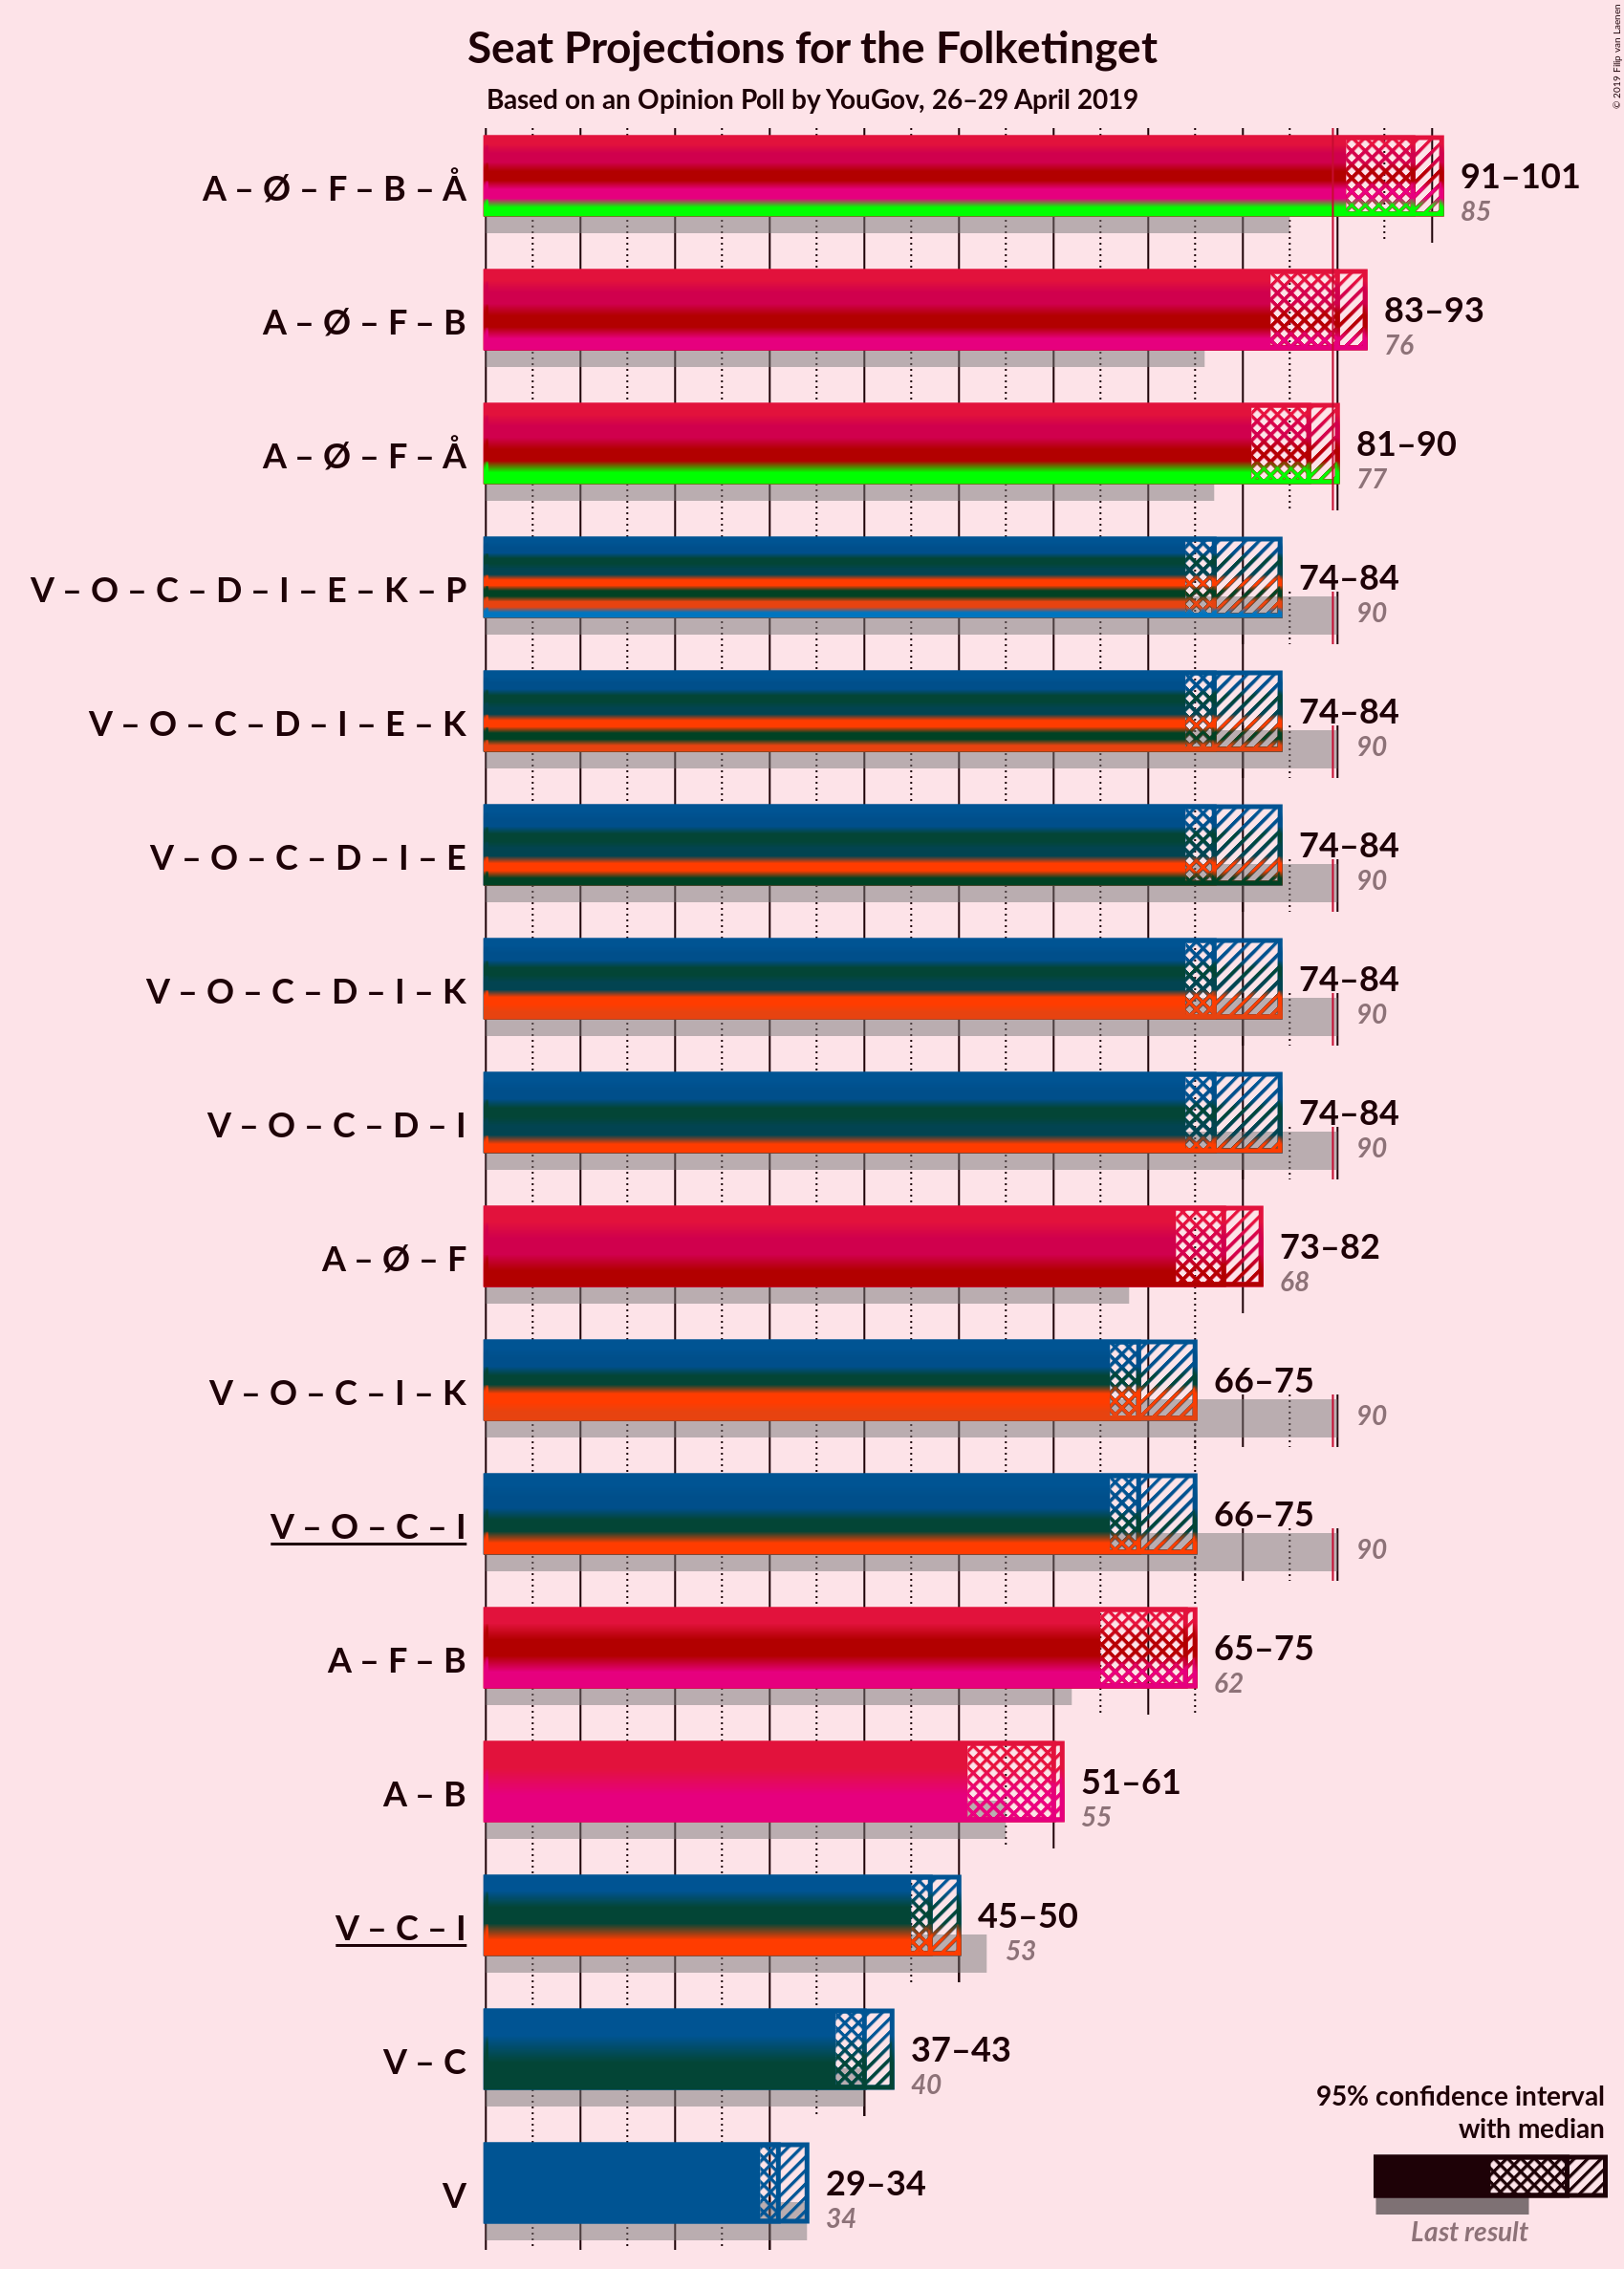 Seat Projections for the Folketinget
Based on an Opinion Poll by YouGov, 26–29 April 2019
© 2019 Filip van Laenen
A – Ø – F – B – Å
91–101
85
A – Ø – F – B
83–93
76
A – Ø – F – Å
81–90
77
V – O – C – D – I – E – K – P
74–84
90
V – O – C – D – I – E – K
74–84
90
V – O – C – D – I – E
74–84
90
V – O – C – D – I – K
74–84
90
V – O – C – D – I
74–84
90
A – Ø – F
73–82
68
V – O – C – I – K
66–75
90
V – O – C – I
66–75
90
A – F – B
65–75
62
A – B
51–61
55
V – C – I
45–50
53
V – C
37–43
40
V
29–34
34
95% confidence interval
with median
Last result